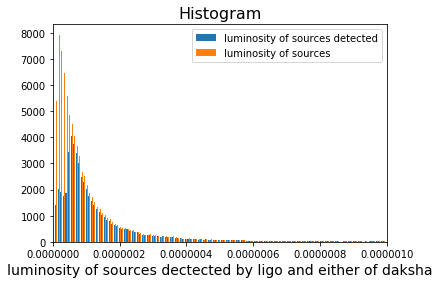 Histogram
8000
7000
6000
5000
4000
3000
2000
1000
0
luminosity of sources detected
luminosity of sources
0.0000000 0.0000002 0.0000004 0.0000006 0.0000008 0.0000010
luminosity of sources dectected by ligo and either of daksha